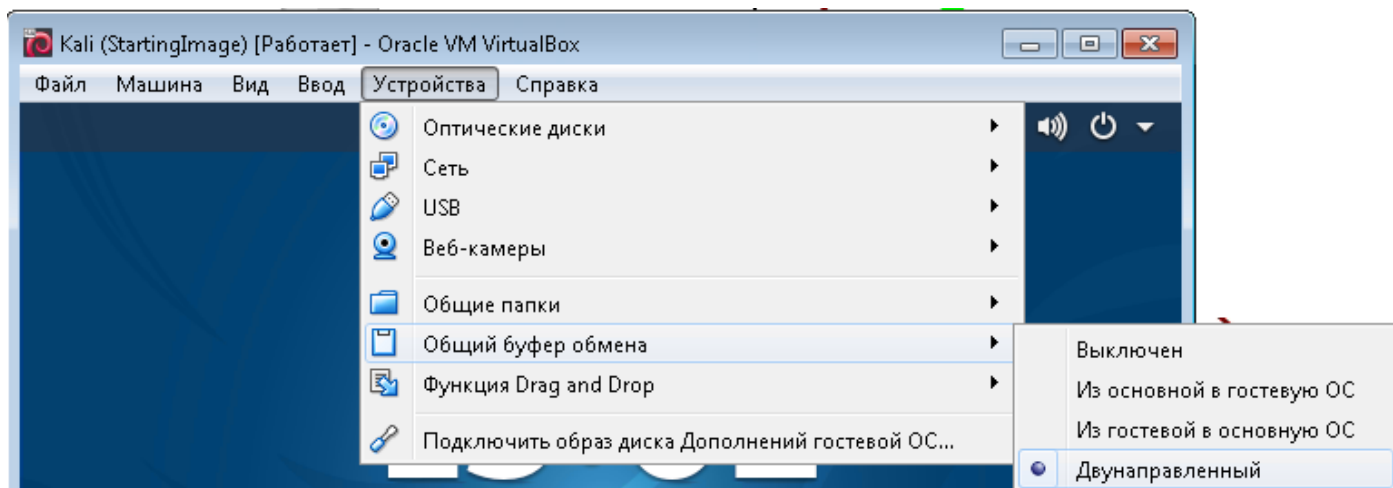 Kali (StartingImage) [Работает] - Oracle VM VirtualBox
Файл Машина Вид Ввод Устройства Справка
Оптические диски
Сеть
USB
Веб-камеры
Общие папки
Общий буфер обмена
Функция Drag and Drop
Подключить образ диска Дополнений гостевой ОС...
Выключен
Из основной в гостевую ОС
Из гостевой в основную ОС
Двунаправленный